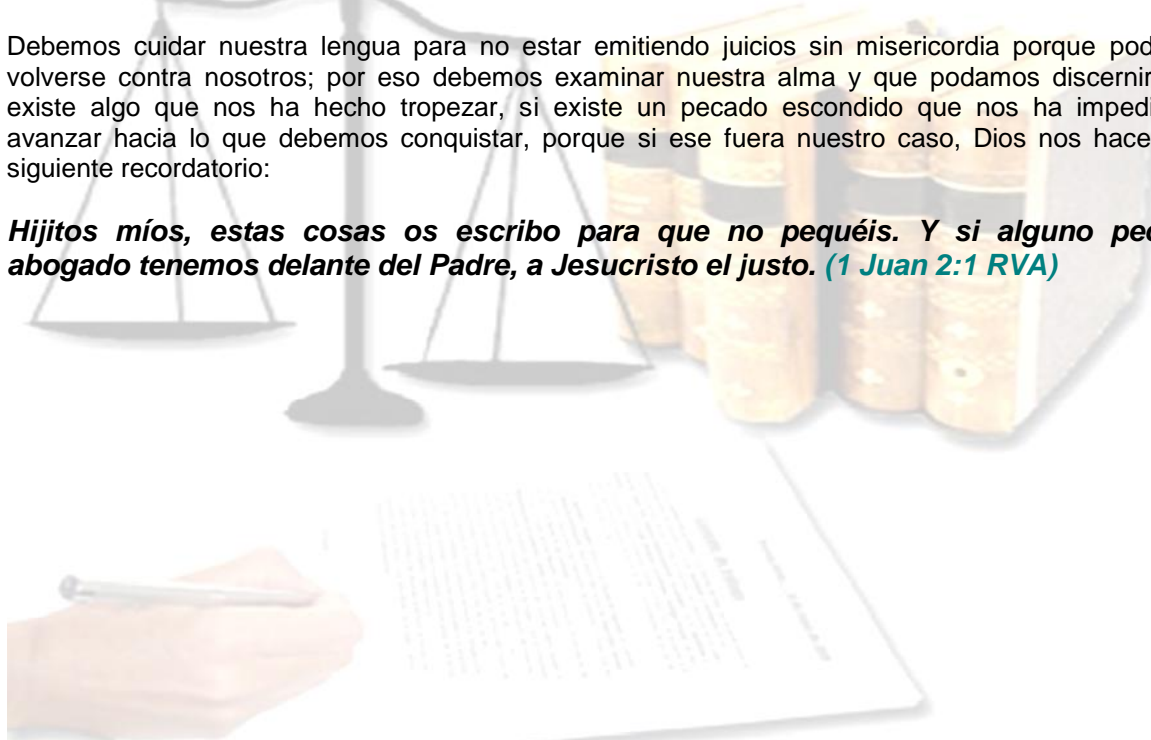 Debemos cuidar nuestra lengua para no estar emitiendo juicios sin misericordia porque pod
volverse contra nosotros; por eso debemos examinar nuestra alma y que podamos discernir
existe algo que nos ha hecho tropezar, si existe un pecado escondido que nos ha impedi
avanzar hacia lo que debemos conquistar, porque si ese fuera nuestro caso, Dios nos hace
siguiente recordatorio:
Hijitos míos, estas cosas os escribo para que no pequéis. Y si alguno pec
abogado tenemos delante del Padre, a Jesucristo el justo. (1 Juan 2:1 RVA)